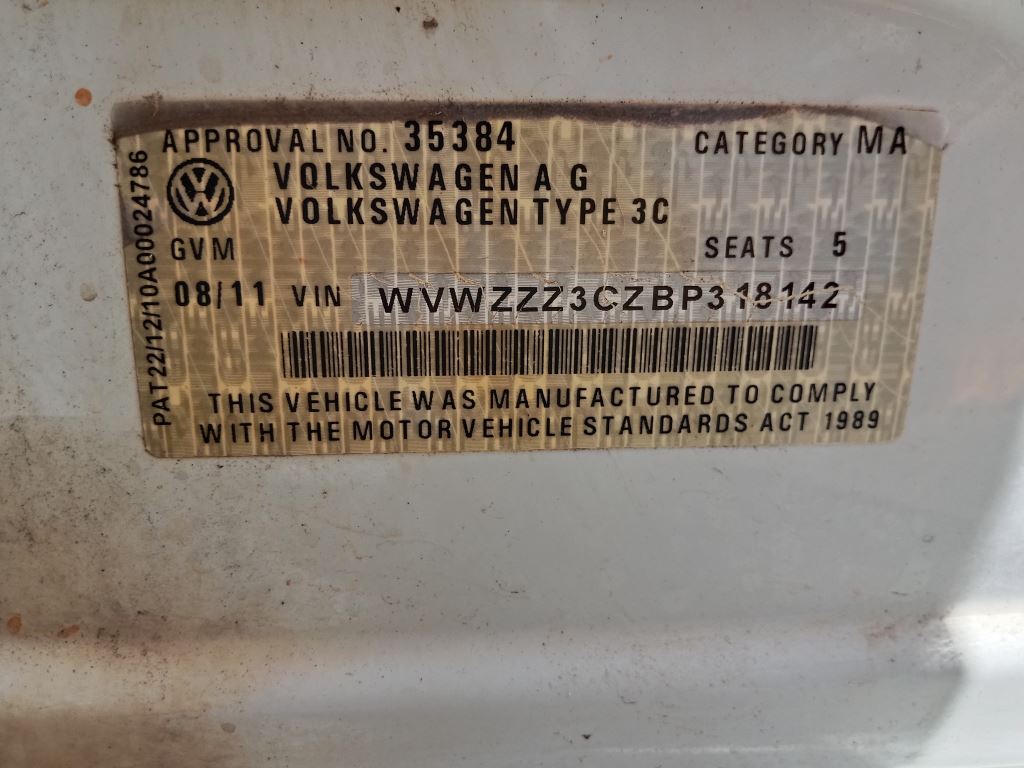 APPROVAL NO. 35384 CATEGORY MA
VOLKSWAGEN A G
VOLKSWAGEN TYPE 3C
GVM SEATS 5
08/11 VIN WVWZZZ3CZBP318142
THIS VEHICLE WAS MANUFACTURED TO COMPLY
WITH THE MOTOR VEHICLE STANDARDS ACT 1989
PAT22/12/10A00024786